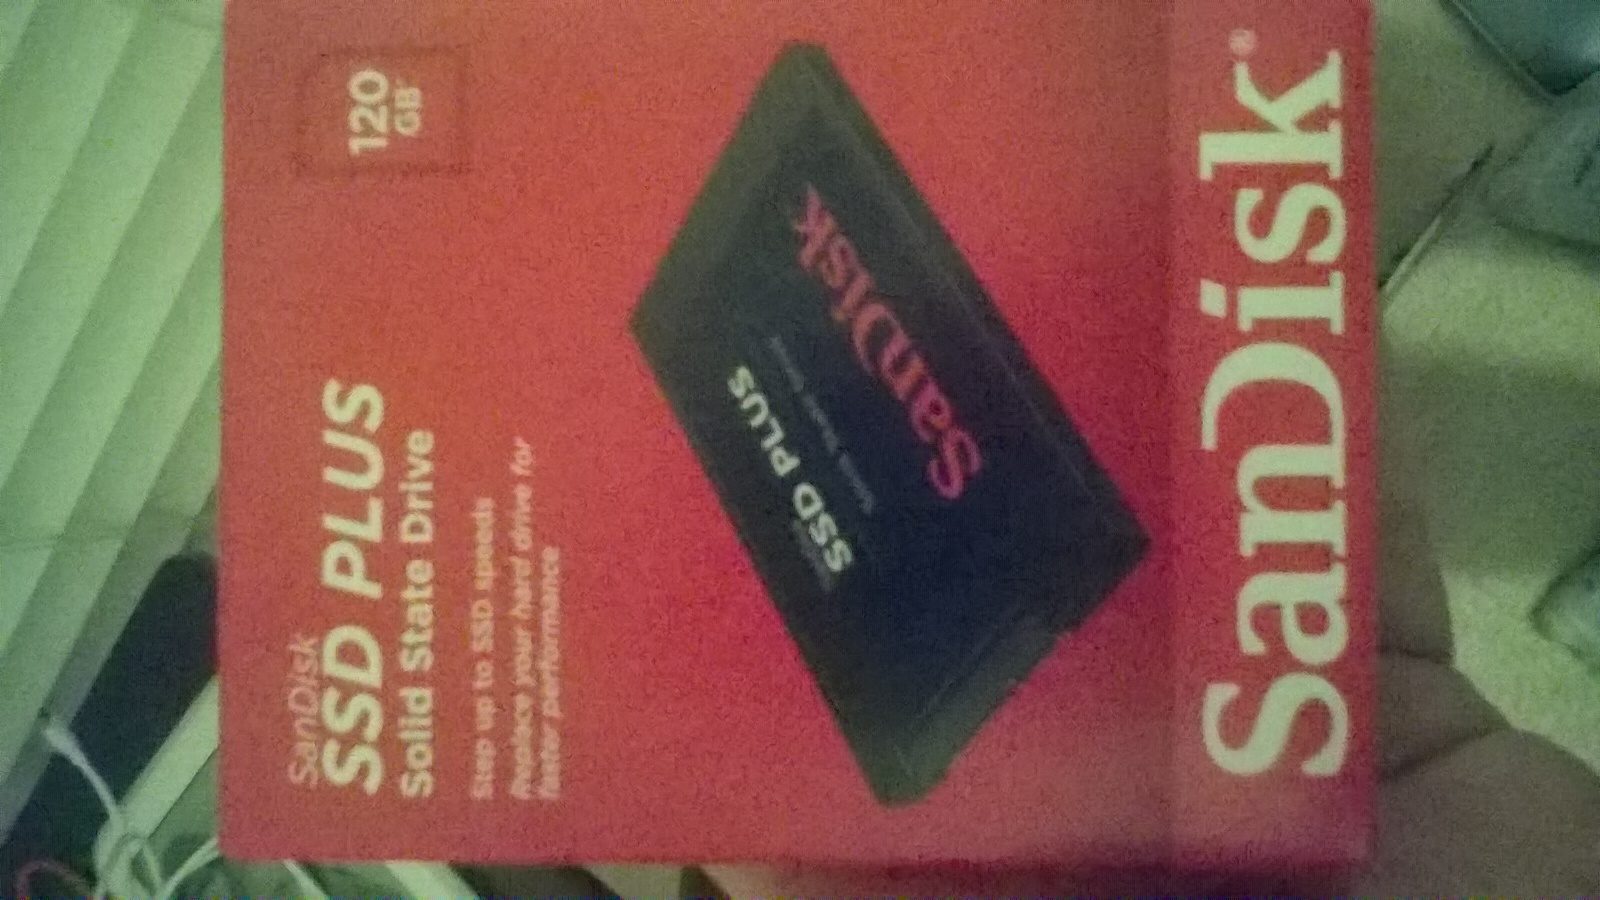 SanDisk
SSD PLUS
Solid State Drive
120
GB
Step up to SSD speeds
Replace your hard drive for
faster performance
SSD PLUS
SanDisk
SanDisk®